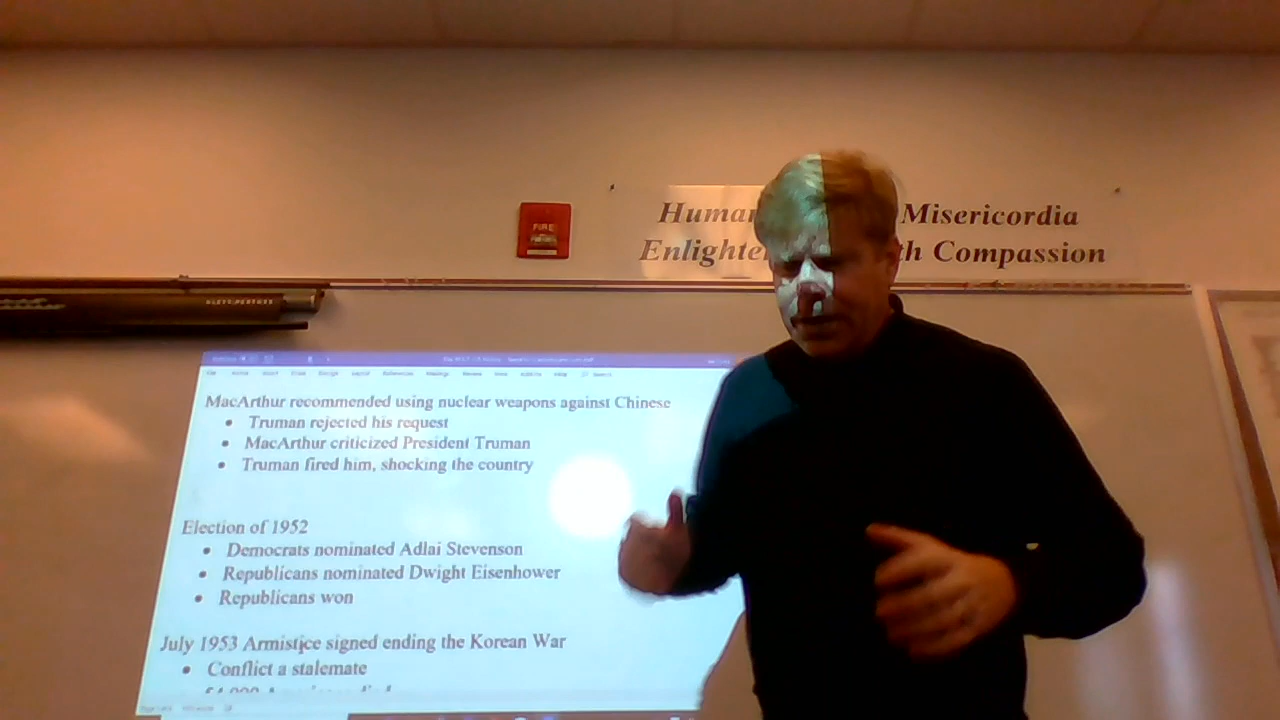 FIRE
Human Misericordia
Enlighten th Compassion
MacArthur recommended using nuclear weapons against Chinese
• Truman rejected his request
• MacArthur criticized President Truman
• Truman fired him, shocking the country
Election of 1952
• Democrats nominated Adlai Stevenson
• Republicans nominated Dwight Eisenhower
• Republicans won
July 1953 Armistice signed ending the Korean War
• Conflict a stalemate